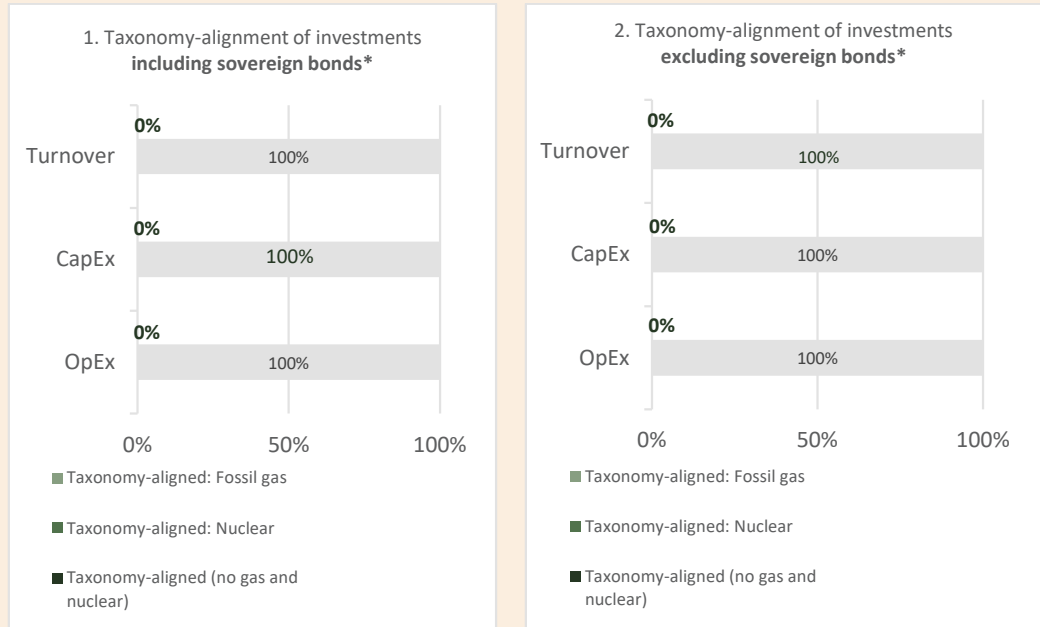 1. Taxonomy-alignment of investments
including sovereign bonds*
0%
Turnover
100%
0%
CapEx
100%
0%
OpEx
100%
0% 50% 100%
Taxonomy-aligned: Fossil gas
Taxonomy-aligned: Nuclear
Taxonomy-aligned (no gas and
nuclear)
2. Taxonomy-alignment of investments
excluding sovereign bonds*
0%
Turnover
100%
0%
CapEx
100%
0%
OpEx
100%
0% 50% 100%
Taxonomy-aligned: Fossil gas
Taxonomy-aligned: Nuclear
Taxonomy-aligned (no gas and
nuclear)